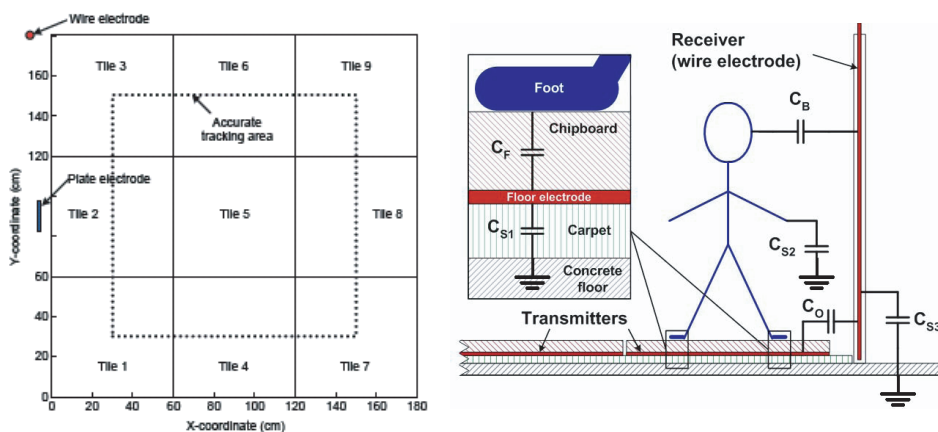 Wire electrode
Tile 3
Tile 6
Tile 9
Accurate
tracking area
Plate electrode
Tile 2
Tile 5
Tile 8
Tile 1
Tile 4
Tile 7
160
140
120
100
80
60
40
20
0
Y-coordinate (cm)
0 20 40 60 80 100 120 140 160 180
X-coordinate (cm)
Receiver
(wire electrode)
Foot
Chipboard
CF
Floor electrode
CS1
Carpet
Concrete
floor
CB
CS2
CO
CS3
Transmitters